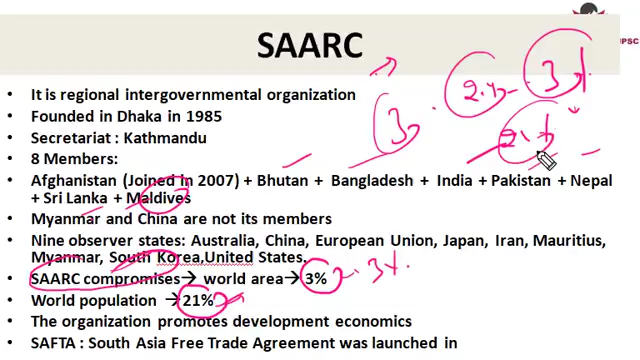 SAARC
UPSC
• It is regional intergovernmental organization
• Founded in Dhaka in 1985
• Secretariat : Kathmandu
• 8 Members:
Afghanistan (Joined in 2007) + Bhutan + Bangladesh + India + Pakistan + Nepal
+ Sri Lanka + Maldives
• Myanmar and China are not its members
• Nine observer states: Australia, China, European Union, Japan, Iran, Mauritius,
Myanmar, South Korea,United States.
• SAARC compromises→ world area→ 3%
• World population → 21%
• The organization promotes development economics
• SAFTA : South Asia Free Trade Agreement was launched in